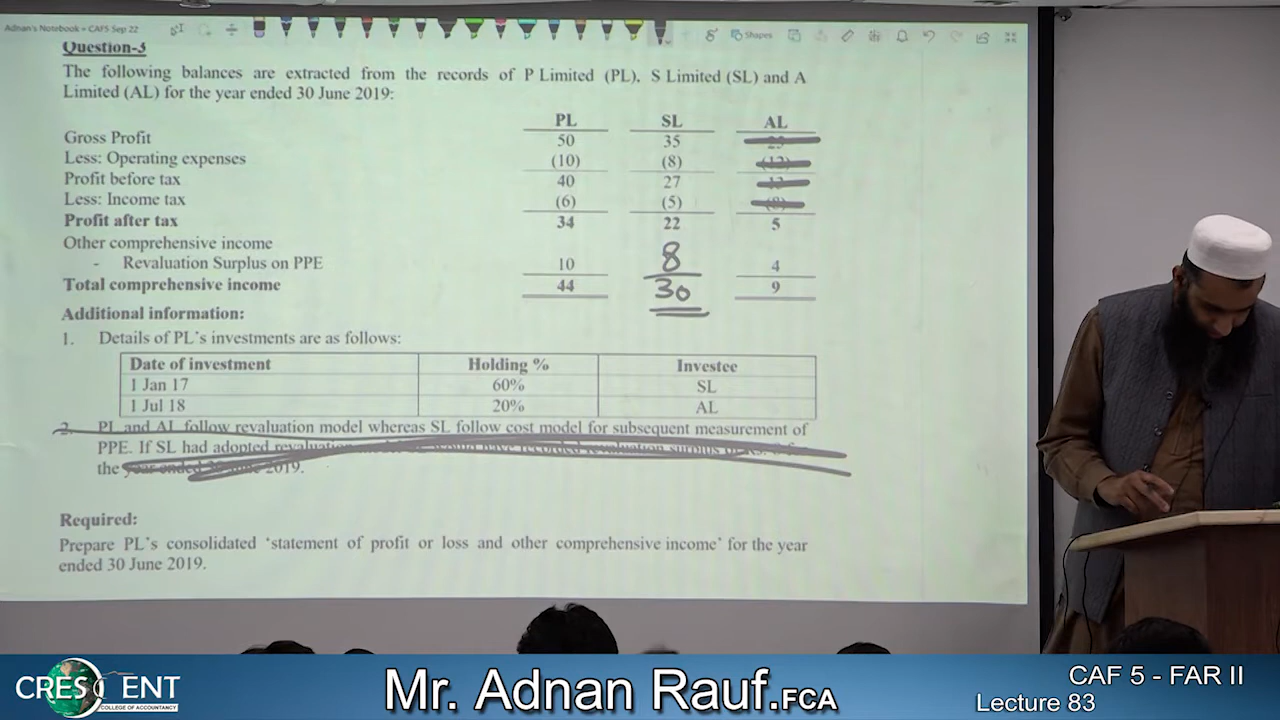 Adnan's Notebook » CAF5 Sep 22
Shapes
Question-3
The following balances are extracted from the records of P Limited (PL), S Limited (SL) and A
Limited (AL) for the year ended 30 June 2019:
PL SL AL
Gross Profit 50 35
Less: Operating expenses (10) (8)
Profit before tax 40 27
Less: Income tax (6) (5)
Profit after tax 34 22 5
Other comprehensive income
- Revaluation Surplus on PPE 10 8 4
Total comprehensive income 44 30 9
Additional information:
1. Details of PL's investments are as follows:
Date of investment Holding % Investee
1 Jan 17 60% SL
1 Jul 18 20% AL
2. PL and AL follow revaluation model whereas SL follow cost model for subsequent measurement of
PPE. If SL had adopted
the year ended 30 June 2019.
Required:
Prepare PL's consolidated 'statement of profit or loss and other comprehensive income' for the year
ended 30 June 2019.
CRESCENT
COLLEGE OF ACCOUNTANCY
Mr. Adnan Rauf.FCA
CAF 5 - FAR II
Lecture 83